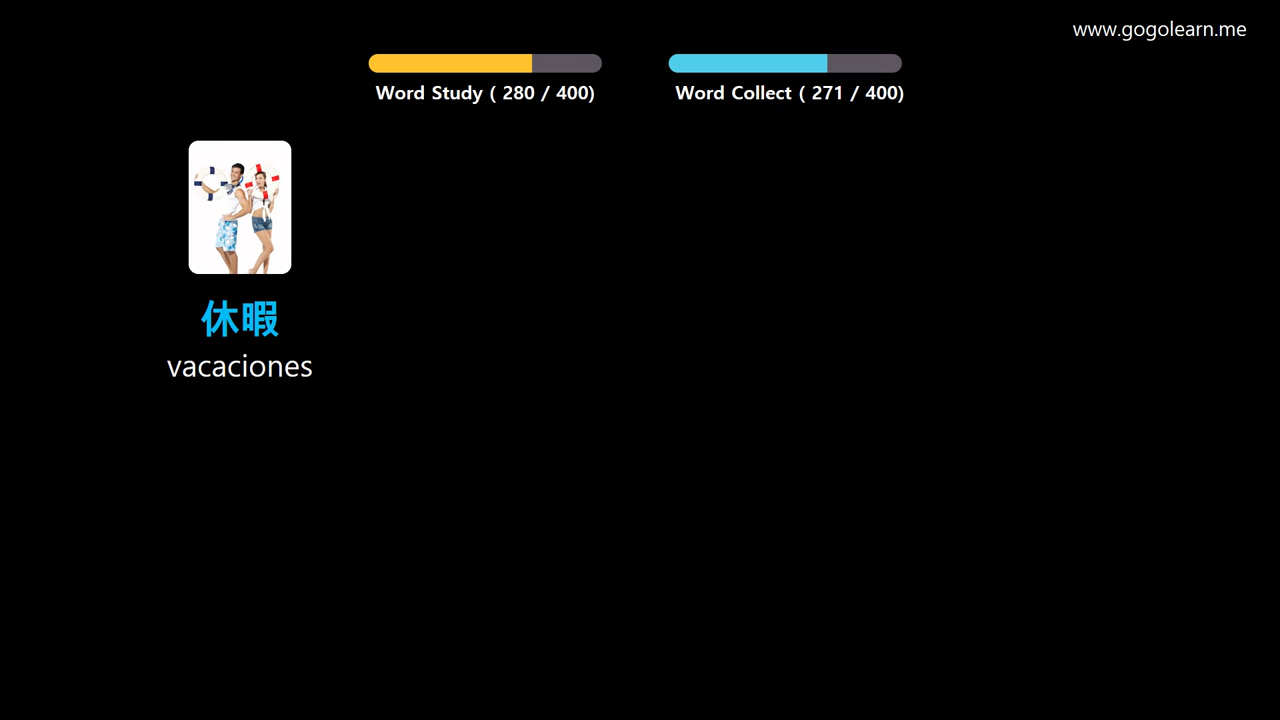 www.gogolearn.me
Word Study ( 280 / 400)
Word Collect ( 271 / 400)
休暇
vacaciones